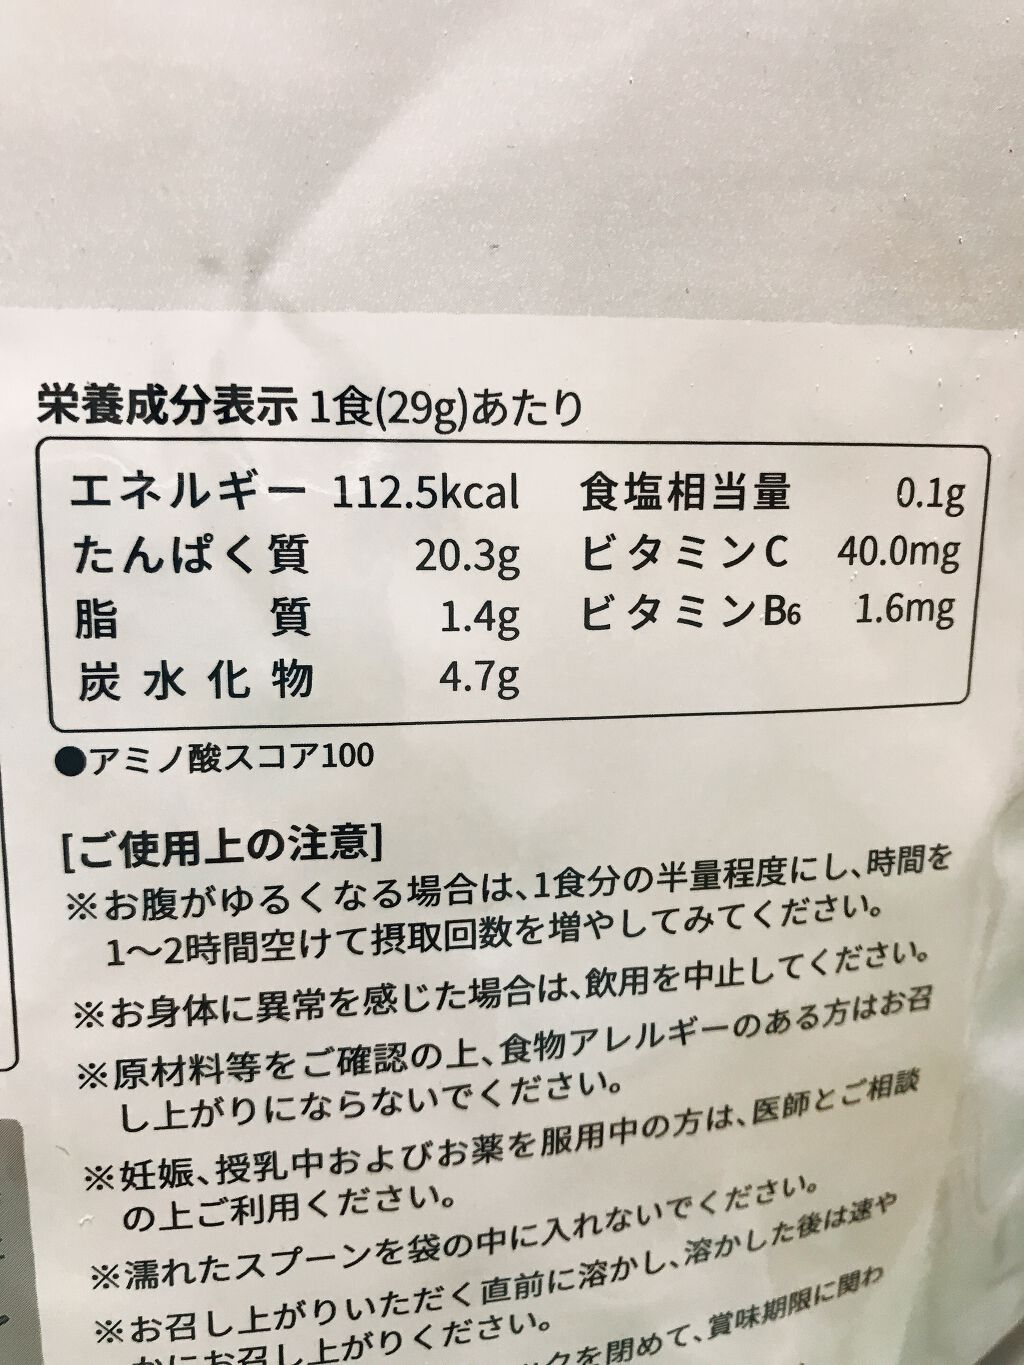 栄養成分表示 1食(29g)あたり
エネルギー 112.5kcal
たんぱく質 20.3g
脂質 1.4g
炭水化物 4.7g
食塩相当量 0.1g
ビタミンC 40.0mg
ビタミンB6 1.6mg
●アミノ酸スコア100
[ご使用上の注意]
※お腹がゆるくなる場合は、1食分の半量程度にし、時間を
1～2時間空けて摂取回数を増やしてみてください。
※お身体に異常を感じた場合は、飲用を中止してください。
※原材料等をご確認の上、食物アレルギーのある方はお召
し上がりにならないでください。
※妊娠、授乳中およびお薬を服用中の方は、医師とご相談
の上ご利用ください。
※濡れたスプーンを袋の中に入れないでください。
※お召し上がりいただく直前に溶かし、溶かした後は速や
かにお召し上がりください。
クを閉めて、賞味期限に関わ